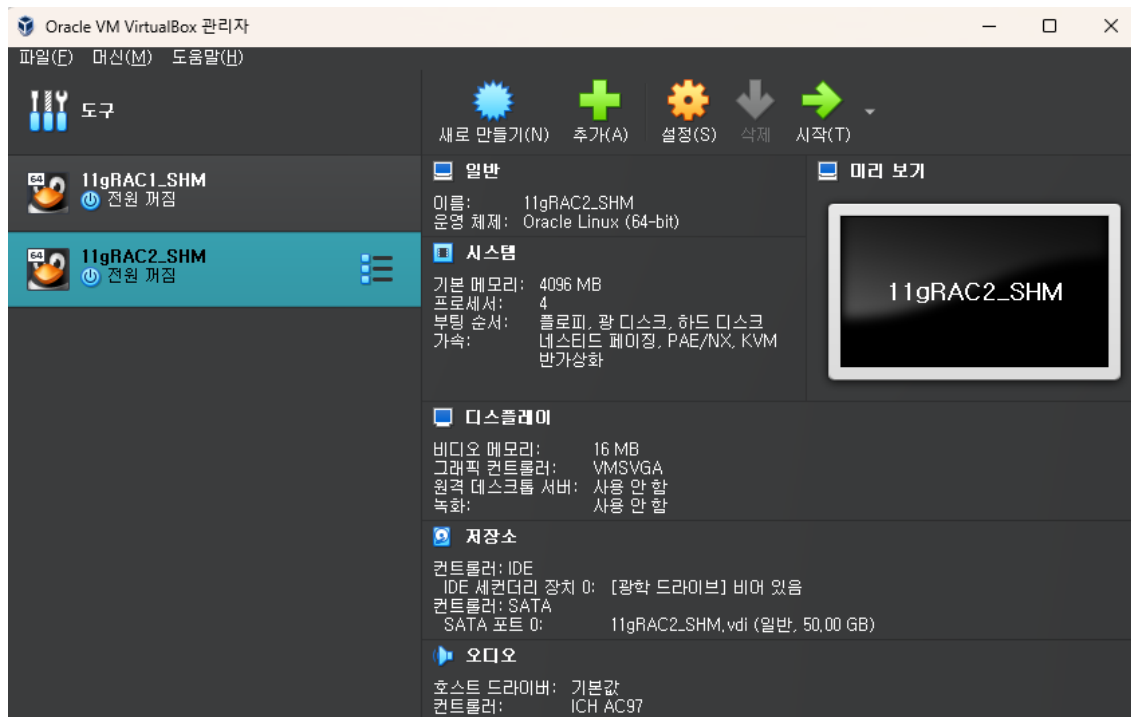 Oracle VM VirtualBox 관리자
파일(F) 머신(M) 도움말(H)
도구
새로 만들기(N) 추가(A) 설정(S) 삭제 시작(T)
64 11gRAC1_SHM
전원 꺼짐
64 11gRAC2_SHM
전원 꺼짐
일반
이름: 11gRAC2_SHM
운영 체제: Oracle Linux (64-bit)
미리 보기
11gRAC2_SHM
시스템
기본 메모리: 4096 MB
프로세서: 4
부팅 순서: 플로피, 광 디스크, 하드 디스크
가속: 네스티드 페이징, PAE/NX, KVM
반가상화
디스플레이
비디오 메모리: 16 MB
그래픽 컨트롤러: VMSVGA
원격 데스크톱 서버: 사용 안 함
녹화: 사용 안 함
저장소
컨트롤러: IDE
IDE 세컨더리 장치 0: [광학 드라이브] 비어 있음
컨트롤러: SATA
SATA 포트 0: 11gRAC2_SHM.vdi (일반, 50.00 GB)
오디오
호스트 드라이버: 기본값
컨트롤러: ICH AC97